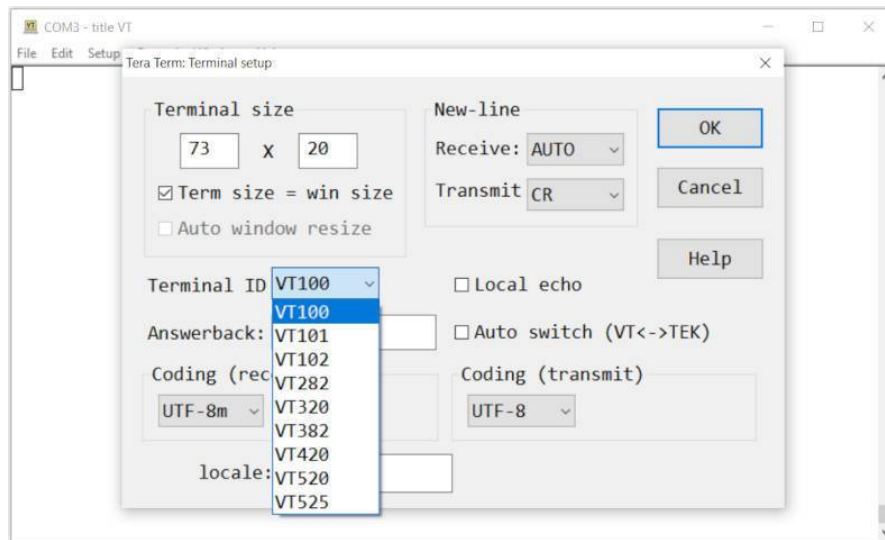 COM3 - title VT
File Edit Setup
Tera Term: Terminal setup
Terminal size
73 x 20
Term size = win size
Auto window resize
New-line
Receive: AUTO
Transmit CR
OK
Cancel
Help
Terminal ID VT100
VT100
VT101
VT102
VT282
VT320
VT382
VT420
VT520
VT525
Local echo
Answerback:
Auto switch (VT<->TEK)
Coding (rec
UTF-8m
Coding (transmit)
UTF-8
locale: